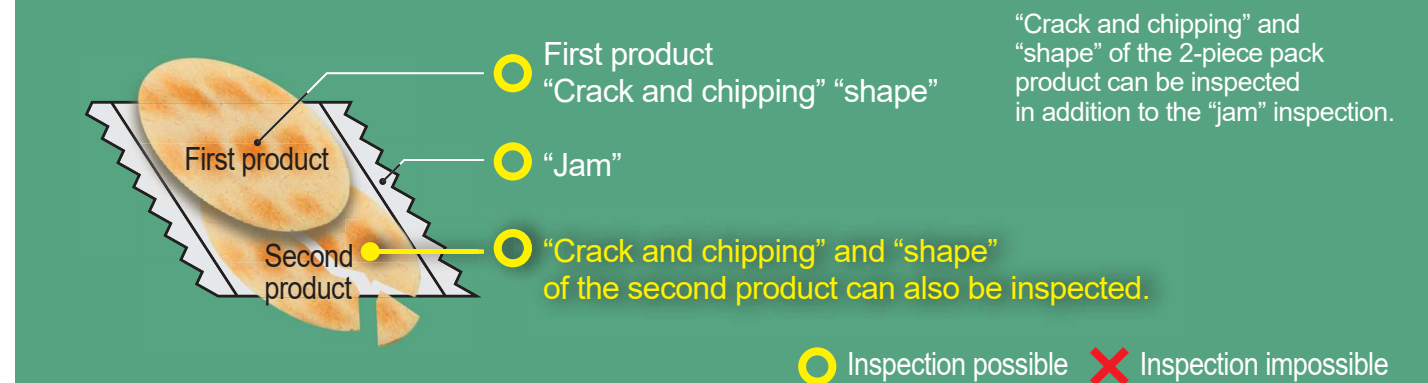 First product
Second
product
First product
“Crack and chipping” “shape”
“Jam”
“Crack and chipping” and “shape”
of the second product can also be inspected.
“Crack and chipping” and
“shape” of the 2-piece pack
product can be inspected
in addition to the “jam” inspection.
Inspection possible
Inspection impossible